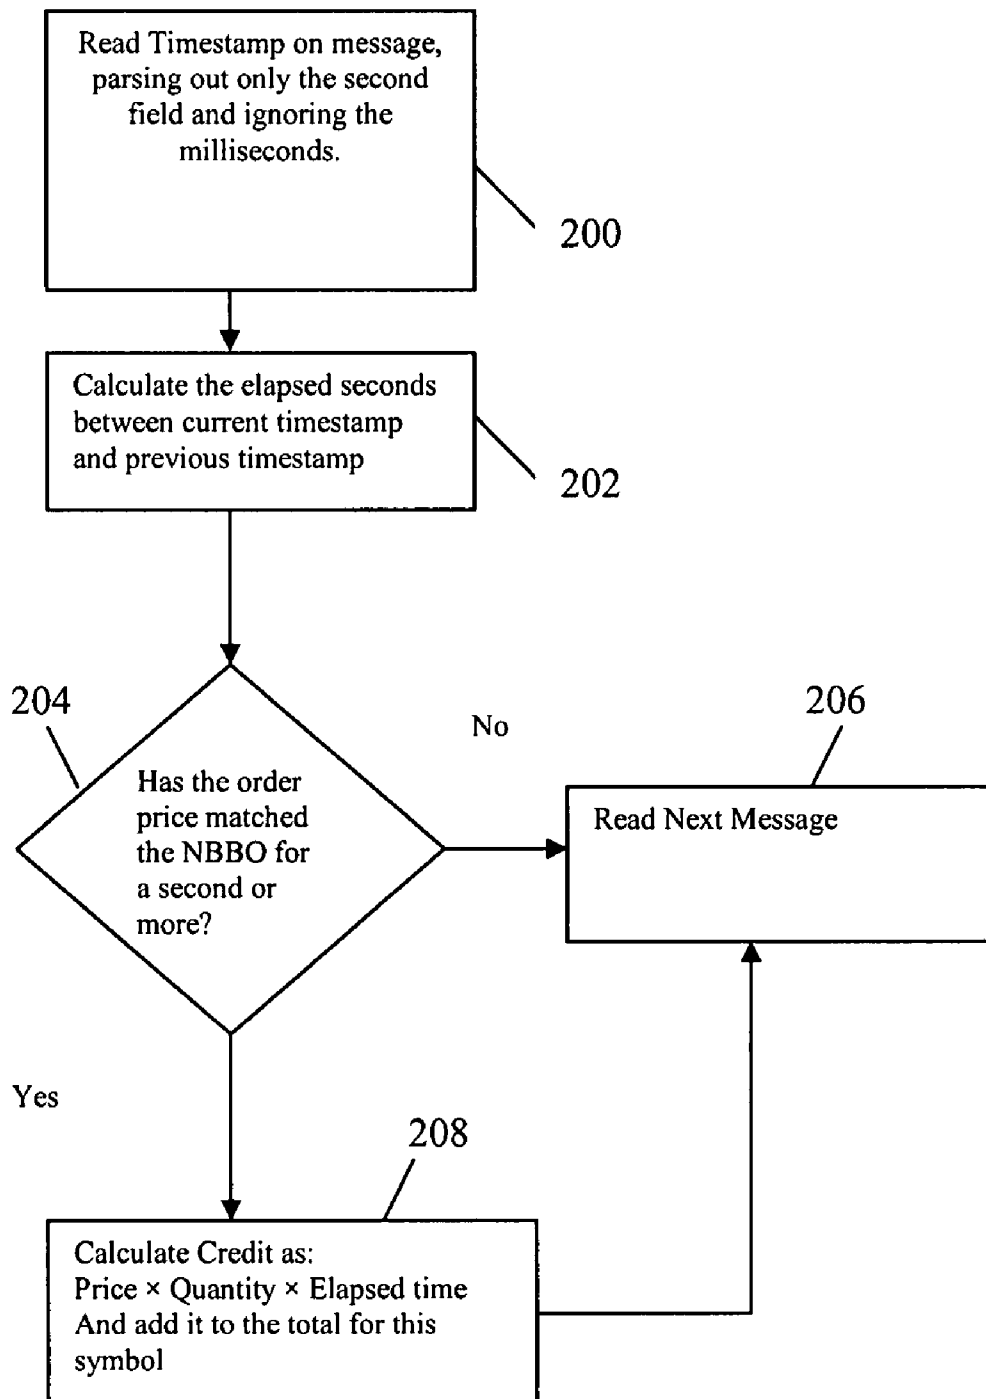 Read Timestamp on message,
parsing out only the second
field and ignoring the
milliseconds.
200
Calculate the elapsed seconds
between current timestamp
and previous timestamp
202
204
No
206
Has the order
price matched
the NBBO for
a second or
more?
Read Next Message
Yes
208
Calculate Credit as:
Price × Quantity × Elapsed time
And add it to the total for this
symbol